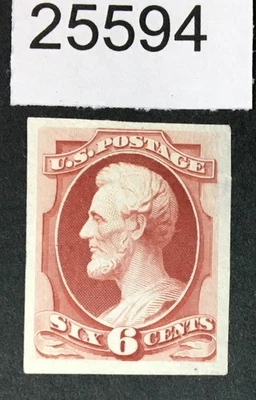 25594
U.S. POSTAGE
SIX 6 CENTS